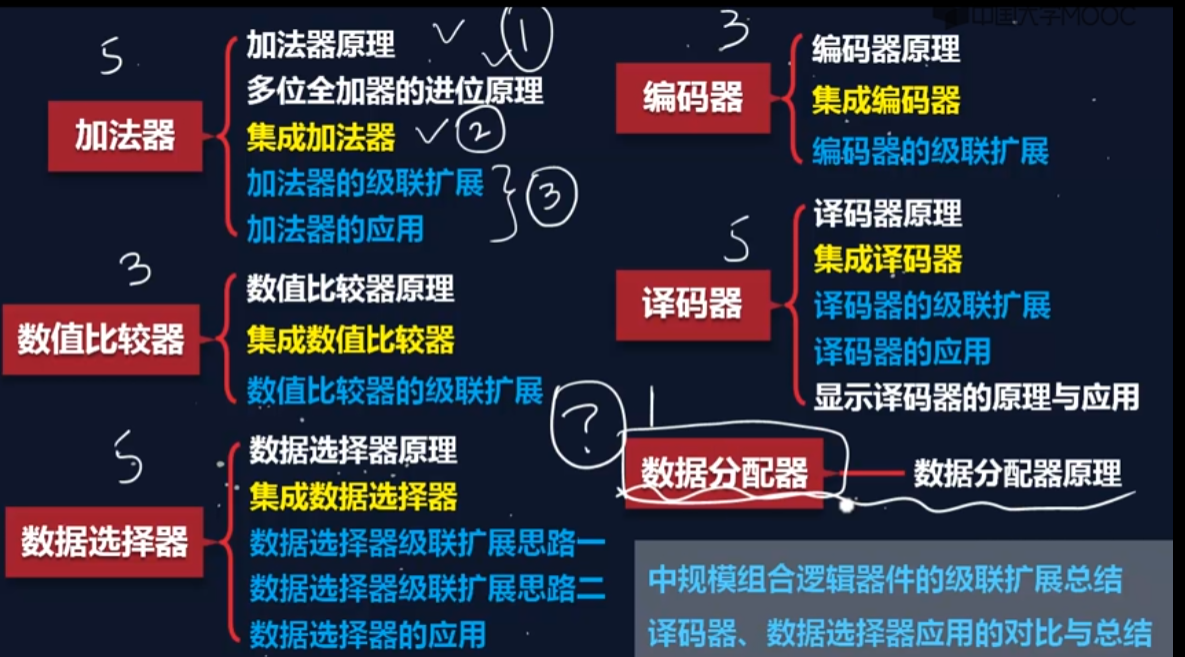 中国大学MOOC
5
加法器
加法器原理 ✓ ①
多位全加器的进位原理 ✓
集成加法器 ✓ ②
加法器的级联扩展
加法器的应用
③
3
数值比较器
数值比较器原理
集成数值比较器
数值比较器的级联扩展
5
数据选择器
数据选择器原理
集成数据选择器
数据选择器级联扩展思路一
数据选择器级联扩展思路二
数据选择器的应用
3
编码器
编码器原理
集成编码器
编码器的级联扩展
5
译码器
译码器原理
集成译码器
译码器的级联扩展
译码器的应用
显示译码器的原理与应用
?
1
数据分配器
数据分配器原理
中规模组合逻辑器件的级联扩展总结
译码器、数据选择器应用的对比与总结